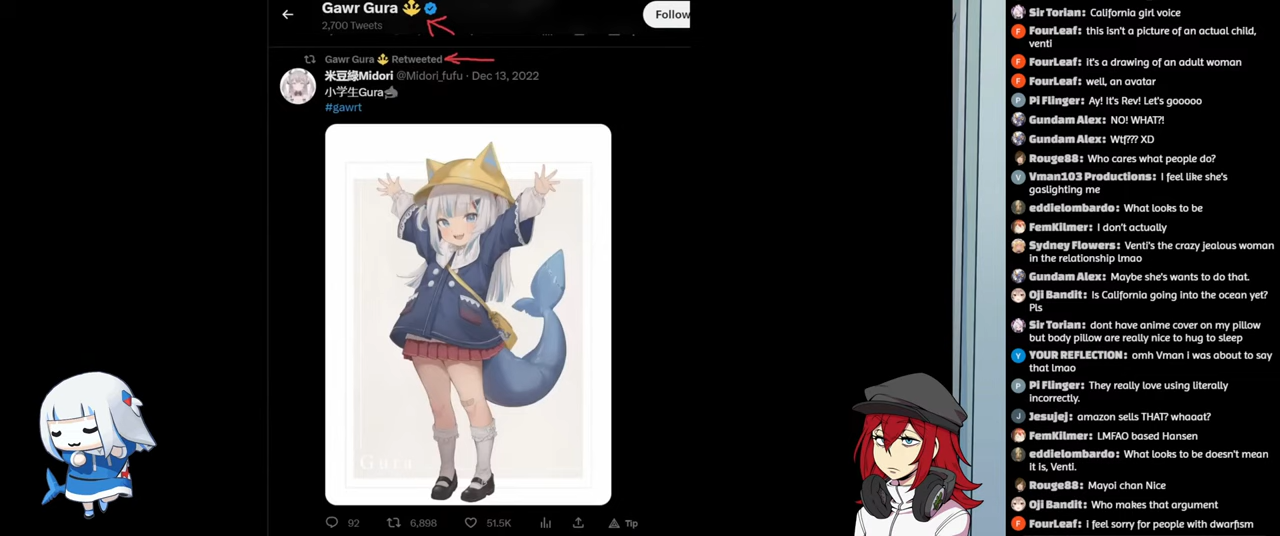 Gawr Gura
2,700 Tweets
Follow
Gawr Gura Retweeted
米豆緑Midori @Midori_fufu · Dec 13, 2022
小学生Gura
#gawrt
Gura
92 6,898 51.5K Tip
Sir Torian: California girl voice
FourLeaf: this isn't a picture of an actual child,
venti
FourLeaf: it's a drawing of an adult woman
FourLeaf: well, an avatar
Pi Flinger: Ay! It's Rev! Let's gooooo
Gundam Alex: NO! WHAT?!
Gundam Alex: Wtf??? XD
Rouge88: Who cares what people do?
Vman103 Productions: I feel like she's
gaslighting me
eddielombardo: What looks to be
FemKilmer: I don't actually
Sydney Flowers: Venti's the crazy jealous woman
in the relationship lmao
Gundam Alex: Maybe she's wants to do that.
Oji Bandit: Is California going into the ocean yet?
Pls
Sir Torian: dont have anime cover on my pillow
but body pillow are really nice to hug to sleep
YOUR REFLECTION: omh Vman i was about to say
that lmao
Pi Flinger: They really love using literally
incorrectly.
Jesujej: amazon sells THAT? whaaat?
FemKilmer: LMFAO based Hansen
eddielombardo: What looks to be doesn't mean
it is, Venti.
Rouge88: Mayoi chan Nice
Oji Bandit: Who makes that argument
FourLeaf: i feel sorry for people with dwarfism